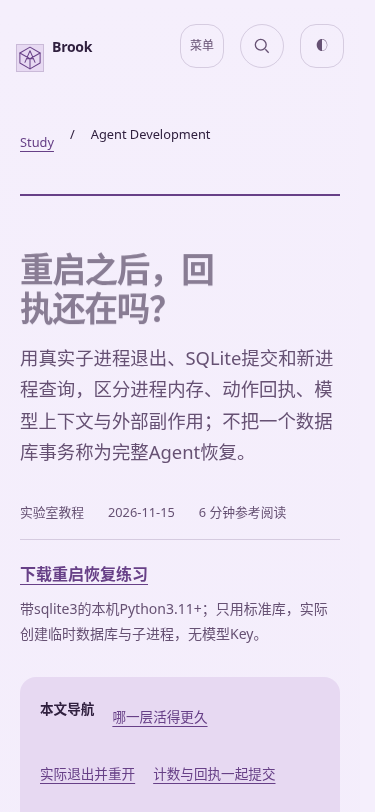 Brook
菜单
Study / Agent Development
重启之后，回
执还在吗？
用真实子进程退出、SQLite提交和新进
程查询，区分进程内存、动作回执、模
型上下文与外部副作用；不把一个数据
库事务称为完整Agent恢复。
实验室教程 2026-11-15 6 分钟参考阅读
下载重启恢复练习
带sqlite3的本机Python3.11+；只用标准库，实际
创建临时数据库与子进程，无模型Key。
本文导航 哪一层活得更久
实际退出并重开 计数与回执一起提交